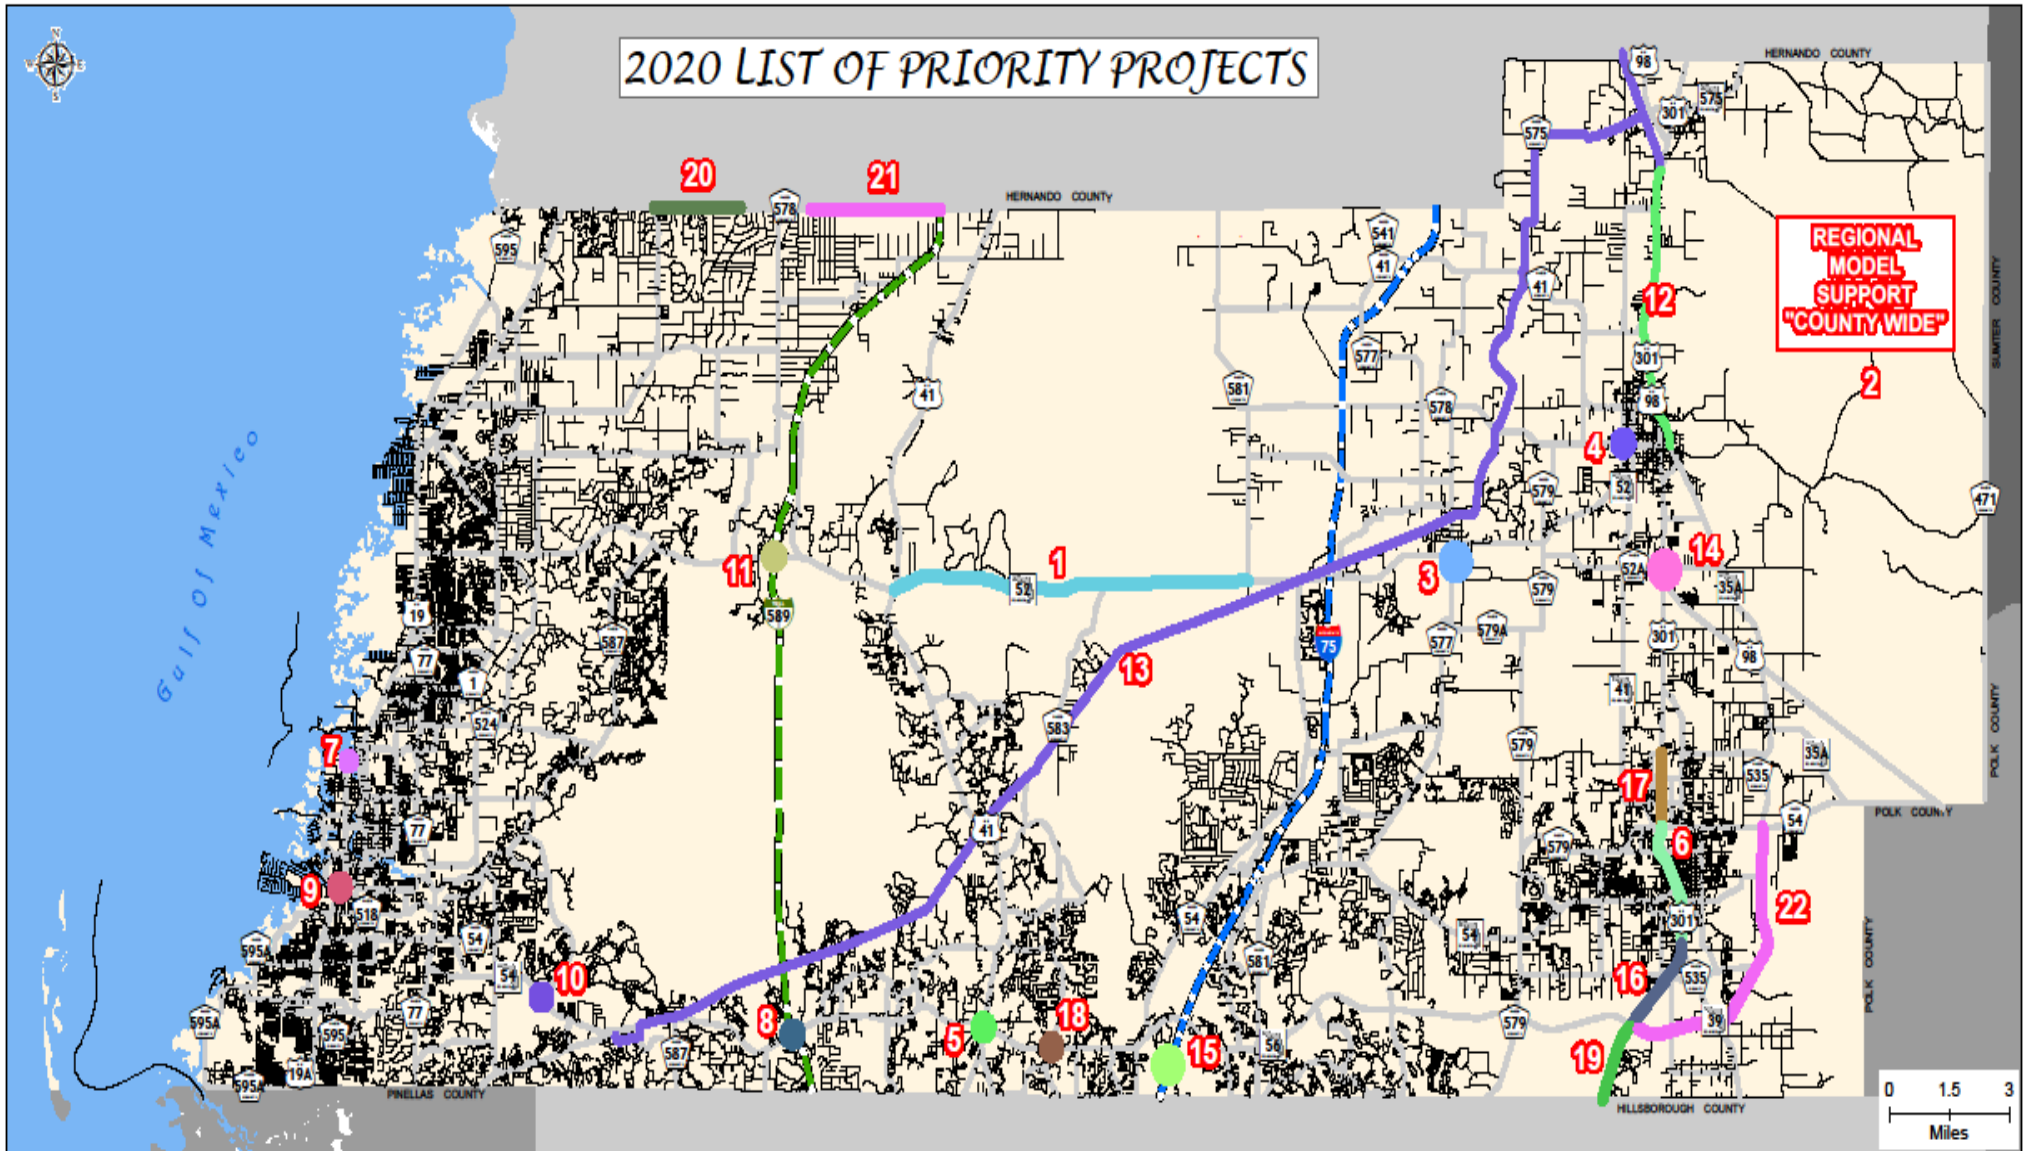 N
W E
S
2020 LIST OF PRIORITY PROJECTS
HERNANDO COUNTY
98
301
575
575
20
21
578
HERNANDO COUNTY
595
541
41
REGIONAL
MODEL
SUPPORT
"COUNTY WIDE"
2
SUMTER COUNTY
41
12
301
577
581
41
578
98
4
Gulf Of Mexico
579
52
471
11
1
52
3
14
52A
579
35A
589
19
587
75
577
579A
301
98
77
1
13
41
524
583
579
35A
7
17
535
POLK COUNTY
POLK COUNTY
54
77
41
579
6
9
518
54
301
22
54
595A
54
581
54
10
16
535
POLK COUNTY
595A
77
595
8
5
18
579
39
587
15
56
19
19A
595A
PINELLAS COUNTY
HILLSBOROUGH COUNTY
0 1.5 3
Miles